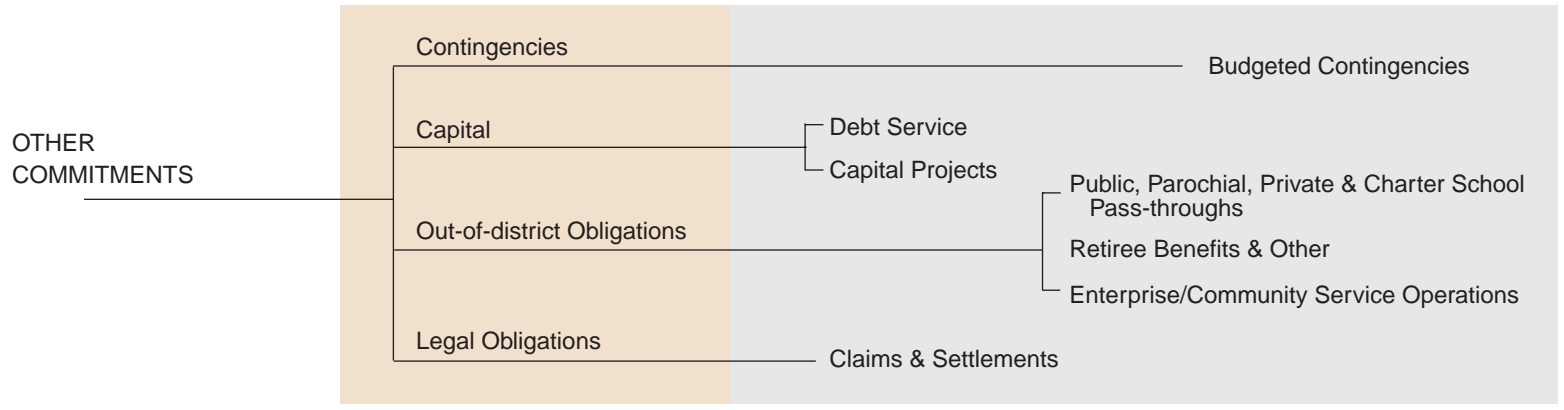 OTHER
COMMITMENTS
Contingencies
Budgeted Contingencies
Capital
Debt Service
Capital Projects
Out-of-district Obligations
Public, Parochial, Private & Charter School
Pass-throughs
Retiree Benefits & Other
Enterprise/Community Service Operations
Legal Obligations
Claims & Settlements